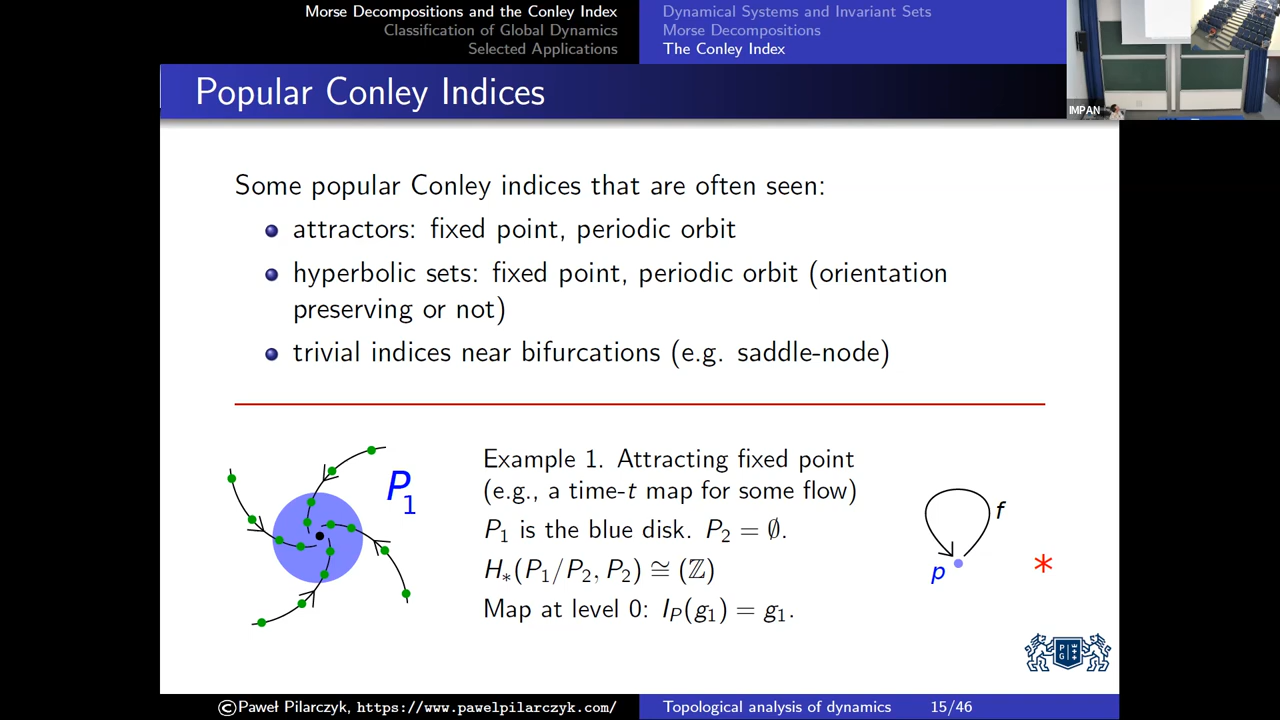 Morse Decompositions and the Conley Index
Classification of Global Dynamics
Selected Applications
Dynamical Systems and Invariant Sets
Morse Decompositions
The Conley Index
IMPAN
Popular Conley Indices
Some popular Conley indices that are often seen:
attractors: fixed point, periodic orbit
hyperbolic sets: fixed point, periodic orbit (orientation
preserving or not)
trivial indices near bifurcations (e.g. saddle-node)
P₁
Example 1. Attracting fixed point
(e.g., a time-t map for some flow)
P₁ is the blue disk. P₂ = ∅.
H∗(P₁/P₂, P₂) ≅ (ℤ)
Map at level 0: I_P(g₁) = g₁.
f
p
*
P G
©Paweł Pilarczyk, https://www.pawelpilarczyk.com/
Topological analysis of dynamics
15/46